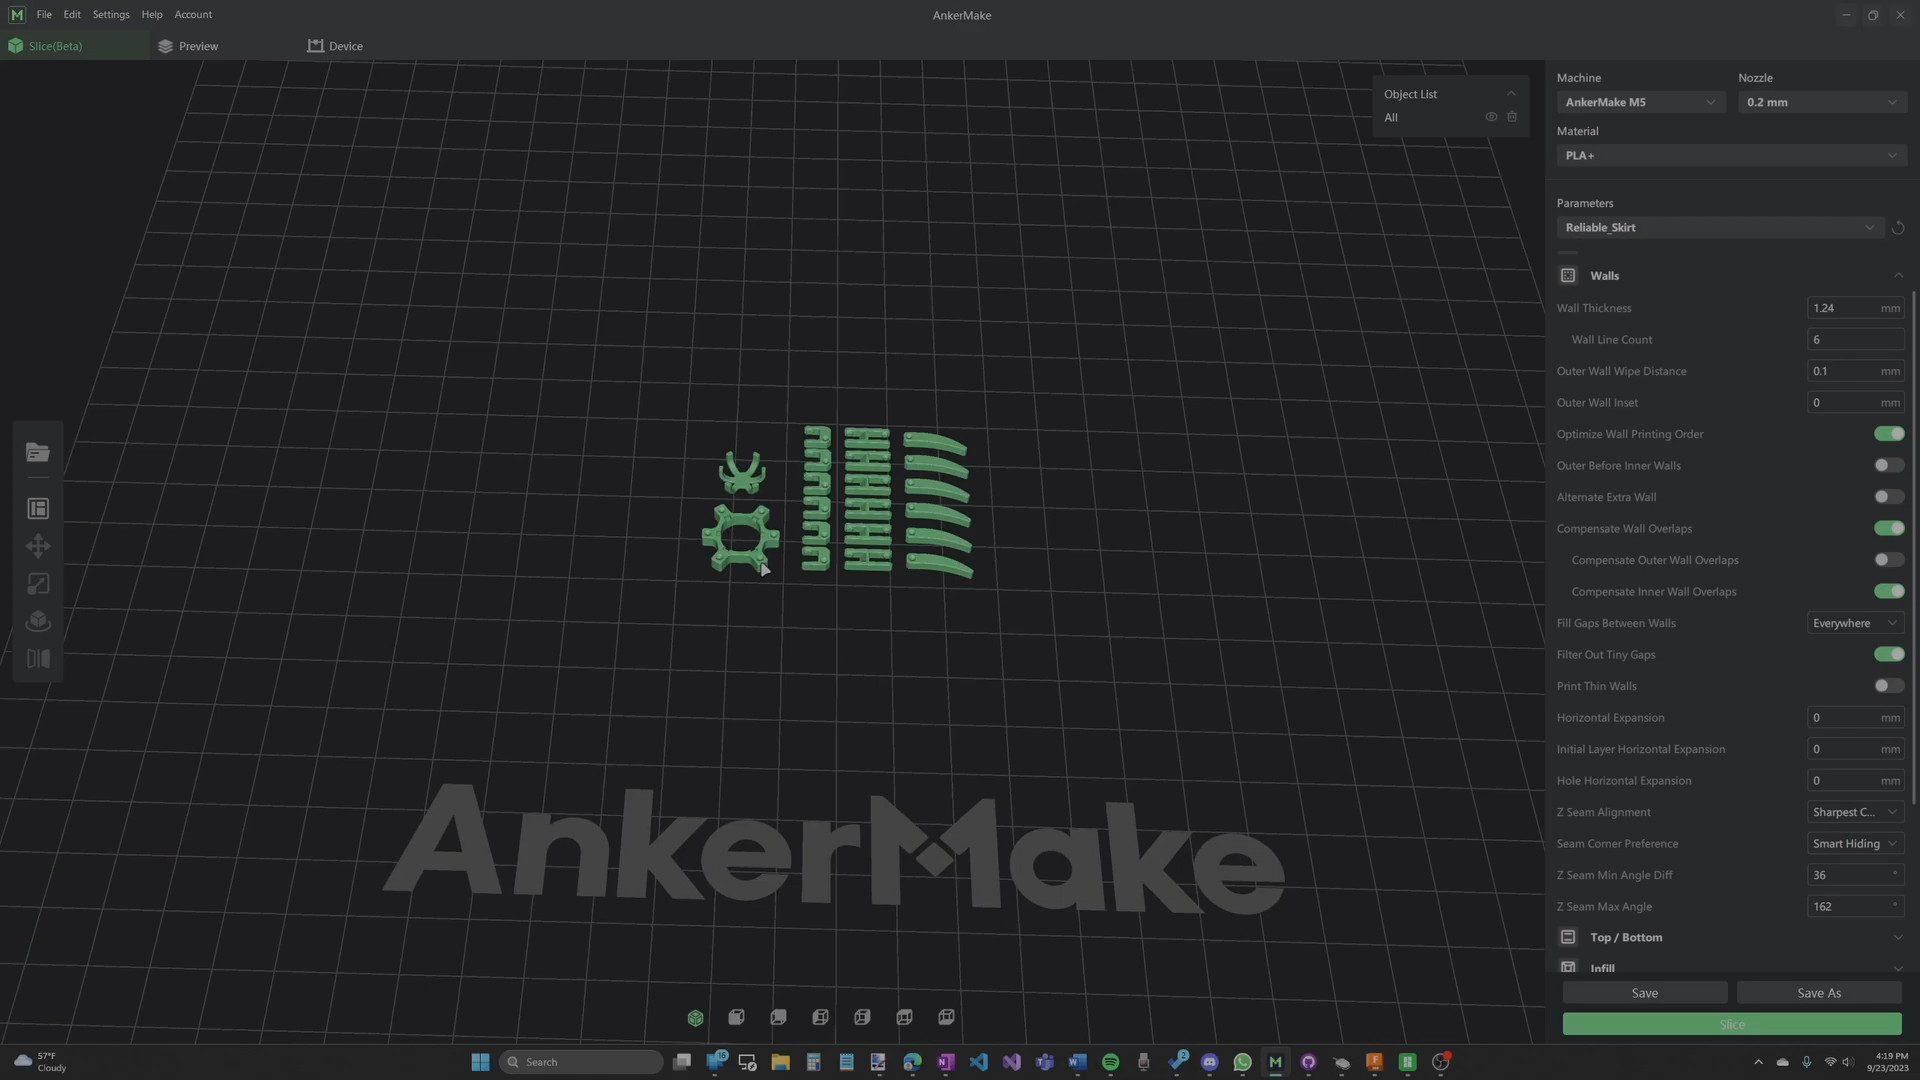 File Edit Settings Help Account
AnkerMake
Slice(Beta) Preview Device
Object List
All
Machine Nozzle
AnkerMake M5 0.2 mm
Material
PLA+
Parameters
Reliable_Skirt
Walls
Wall Thickness 1.24 mm
Wall Line Count 6
Outer Wall Wipe Distance 0.1 mm
Outer Wall Inset 0 mm
Optimize Wall Printing Order
Outer Before Inner Walls
Alternate Extra Wall
Compensate Wall Overlaps
Compensate Outer Wall Overlaps
Compensate Inner Wall Overlaps
Fill Gaps Between Walls Everywhere
Filter Out Tiny Gaps
Print Thin Walls
Horizontal Expansion 0 mm
Initial Layer Horizontal Expansion 0 mm
Hole Horizontal Expansion 0 mm
Z Seam Alignment Sharpest C...
Seam Corner Preference Smart Hiding
Z Seam Min Angle Diff 36 °
Z Seam Max Angle 162 °
Top / Bottom
Infill
Save Save As
Slice
AnkerMake
57°F
Cloudy
Search
16
2
4:19 PM
9/23/2023